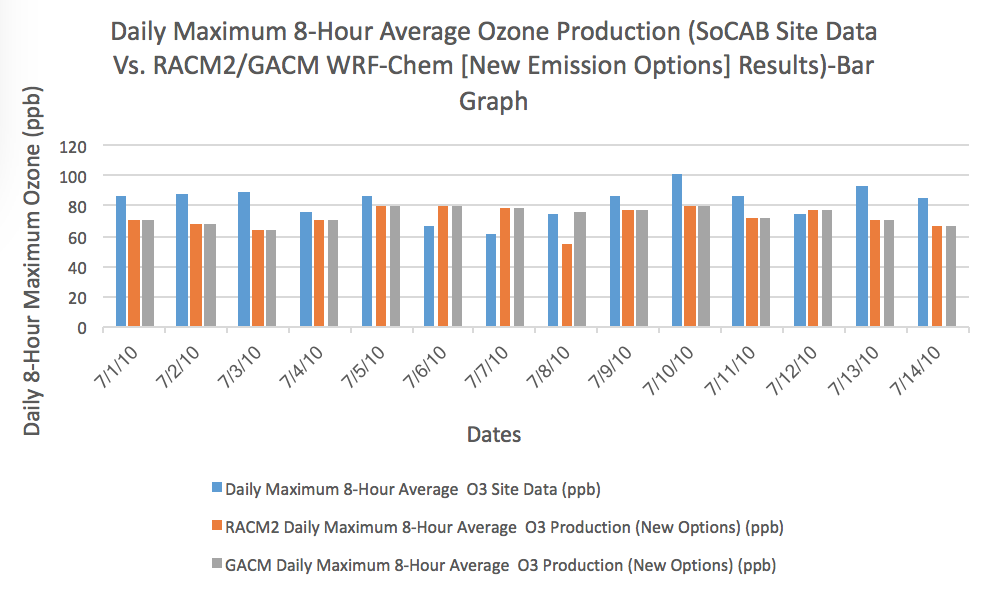 Daily Maximum 8-Hour Average Ozone Production (SoCAB Site Data
Vs. RACM2/GACM WRF-Chem [New Emission Options] Results)-Bar
Graph
Daily 8-Hour Maximum Ozone (ppb)
120
100
80
60
40
20
0
7/1/10
7/2/10
7/3/10
7/4/10
7/5/10
7/6/10
7/7/10
7/8/10
7/9/10
7/10/10
7/11/10
7/12/10
7/13/10
7/14/10
Dates
Daily Maximum 8-Hour Average  O3 Site Data (ppb)
RACM2 Daily Maximum 8-Hour Average  O3 Production (New Options) (ppb)
GACM Daily Maximum 8-Hour Average  O3 Production (New Options) (ppb)